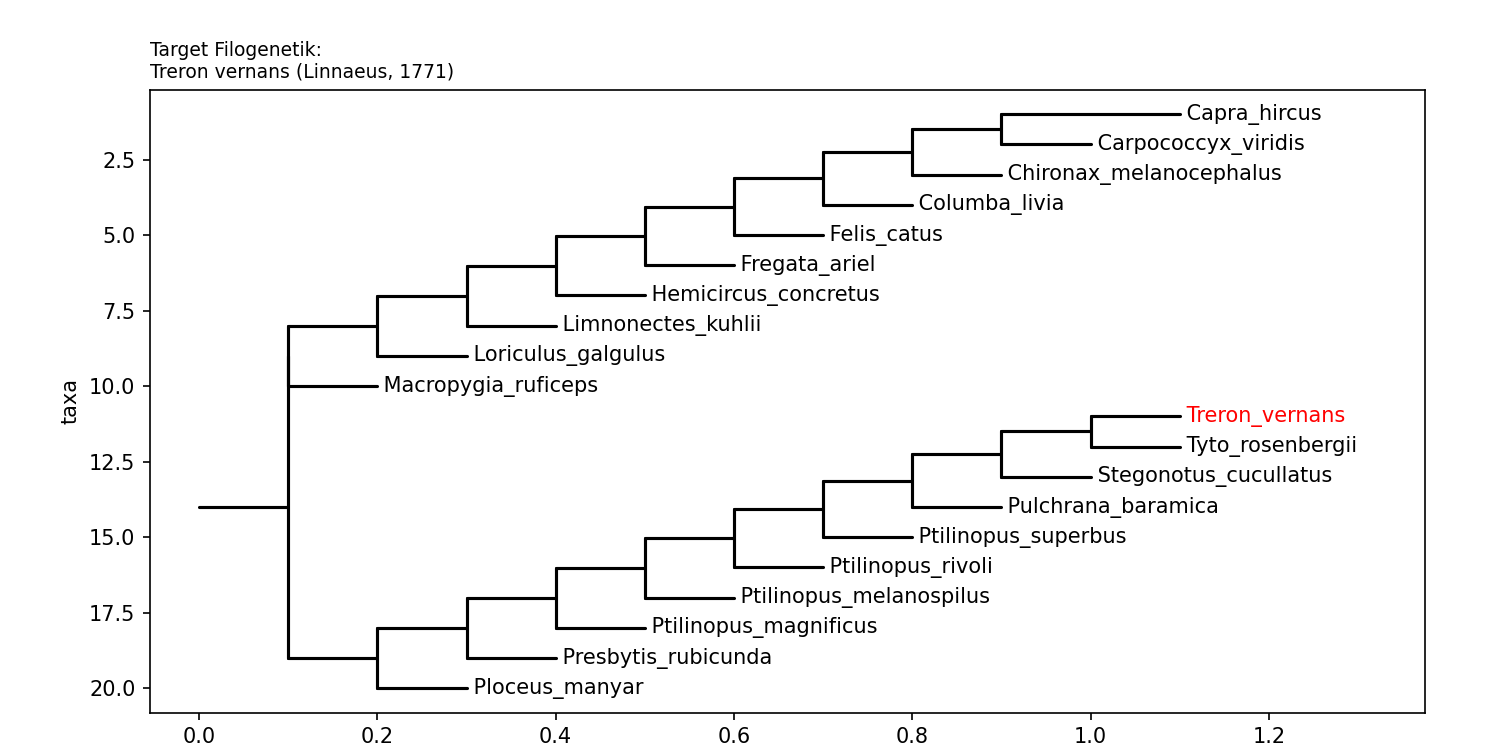 Target Filogenetik:
Treron vernans (Linnaeus, 1771)
Capra_hircus
Carpococcyx_viridis
2.5
Chironax_melanocephalus
Columba_livia
5.0
Felis_catus
Fregata_ariel
Hemicircus_concretus
7.5
Limnonectes_kuhlii
Loriculus_galgulus
10.0
Macropygia_ruficeps
taxa
Treron_vernans
Tyto_rosenbergii
12.5
Stegonotus_cucullatus
Pulchrana_baramica
15.0
Ptilinopus_superbus
Ptilinopus_rivoli
Ptilinopus_melanospilus
17.5
Ptilinopus_magnificus
Presbytis_rubicunda
20.0
Ploceus_manyar
0.0 0.2 0.4 0.6 0.8 1.0 1.2